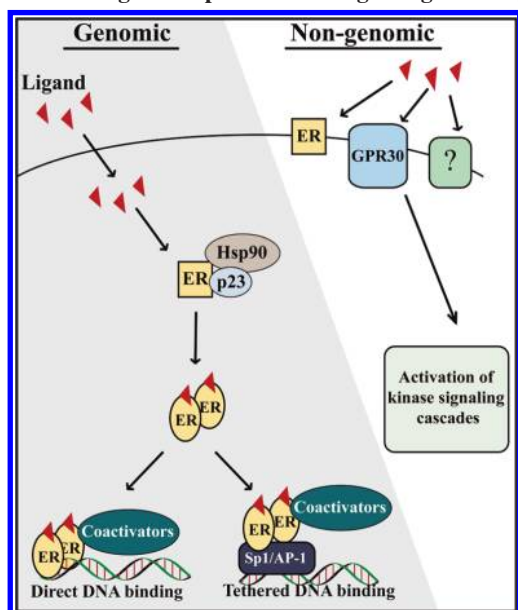 Genomic
Non-genomic
Ligand
ER
GPR30
?
Hsp90
ER
p23
Activation of
kinase signaling
cascades
ER
ER
Coactivators
ER
ER
Direct DNA binding
Coactivators
ER
ER
Sp1/AP-1
Tethered DNA binding